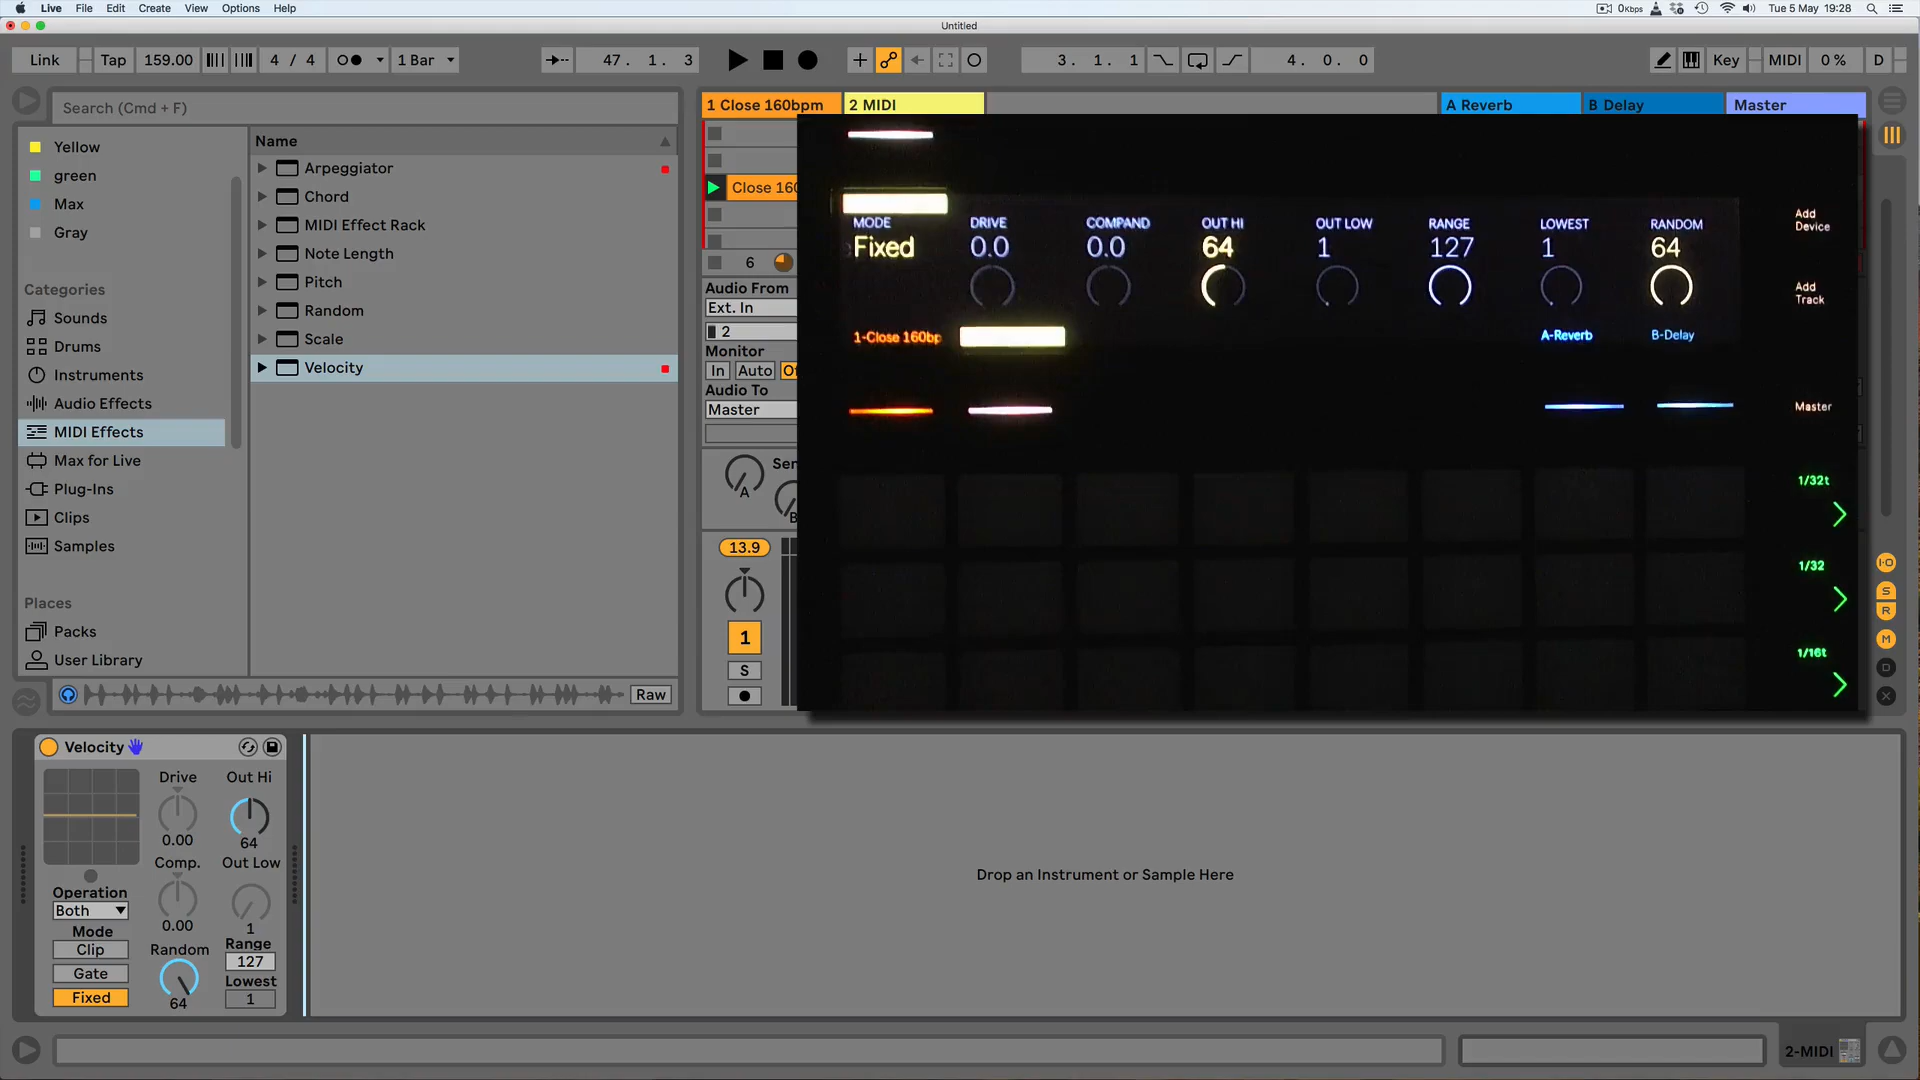 Live File Edit Create View Options Help
0Kbps Tue 5 May 19:28
Untitled
Link Tap 159.00 4 / 4 1 Bar 47. 1. 3 3. 1. 1 4. 0. 0 Key MIDI 0 % D
Search (Cmd + F)
Yellow
green
Max
Gray
Categories
Sounds
Drums
Instruments
Audio Effects
MIDI Effects
Max for Live
Plug-Ins
Clips
Samples
Places
Packs
User Library
Name
Arpeggiator
Chord
MIDI Effect Rack
Note Length
Pitch
Random
Scale
Velocity
Raw
1 Close 160bpm 2 MIDI A Reverb B Delay Master
Close 160
6
Audio From
Ext. In
2
Monitor
In Auto
Audio To
Master
A
B
13.9
1
S
MODE DRIVE COMPAND OUT HI OUT LOW RANGE LOWEST RANDOM
Fixed 0.0 0.0 64 1 127 1 64
Add
Device
Add
Track
1-Close 160bp A-Reverb B-Delay
Master
1/32t
1/32
1/16t
I·O
S
R
M
D
X
Velocity
Drive Out Hi
0.00 64
Comp. Out Low
Operation
Both
0.00 1
Mode
Clip
Gate
Fixed
Random
64
Range
127
Lowest
1
Drop an Instrument or Sample Here
2-MIDI